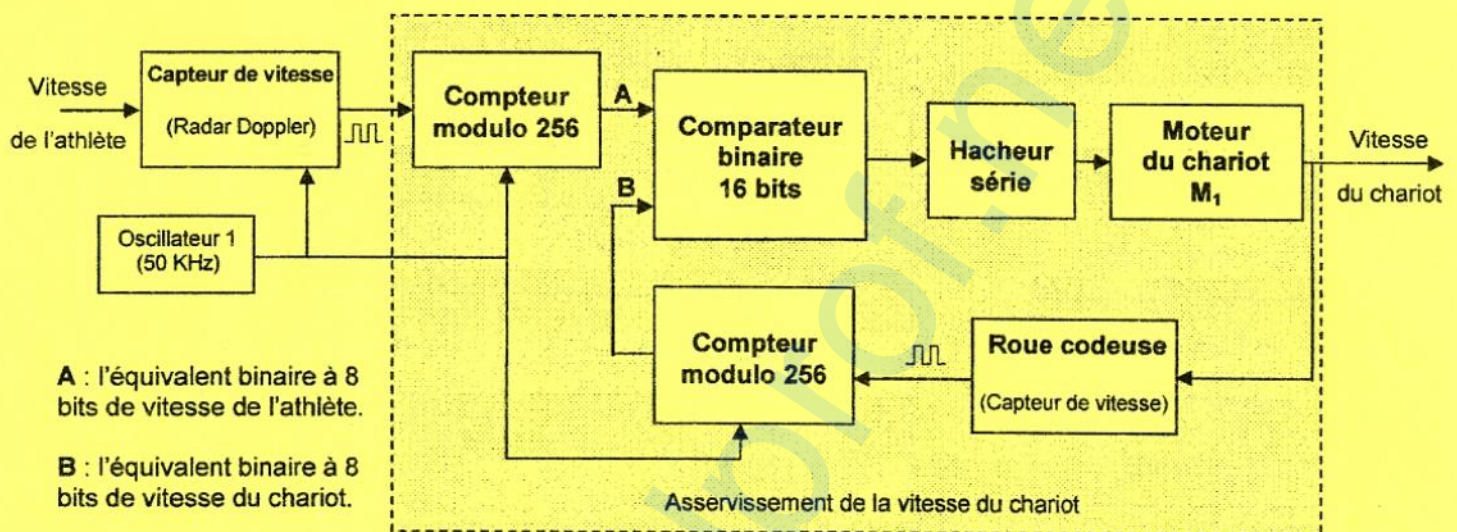 Vitesse
de l'athlète
Capteur de vitesse
(Radar Doppler)
Oscillateur 1
(50 KHz)
Compteur
modulo 256
A
B
Comparateur
binaire
16 bits
Hacheur
série
Moteur
du chariot
M₁
Vitesse
du chariot
Compteur
modulo 256
Roue codeuse
(Capteur de vitesse)
A : l'équivalent binaire à 8
bits de vitesse de l'athlète.
B : l'équivalent binaire à 8
bits de vitesse du chariot.
Asservissement de la vitesse du chariot